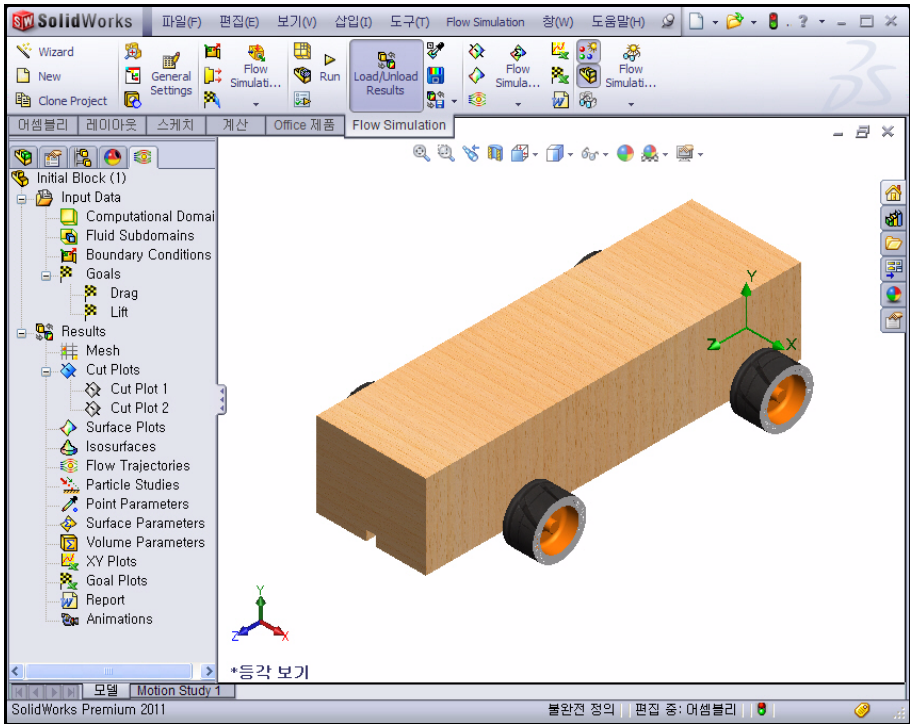 SolidWorks 파일(F) 편집(E) 보기(V) 삽입(I) 도구(T) Flow Simulation 창(W) 도움말(H)
Wizard
New
Clone Project
General Settings
Flow Simulati...
Run
Load/Unload Results
Flow Simula...
Flow Simulati...
어셈블리 레이아웃 스케치 계산 Office 제품 Flow Simulation
Initial Block (1)
Input Data
Computational Domai
Fluid Subdomains
Boundary Conditions
Goals
Drag
Lift
Results
Mesh
Cut Plots
Cut Plot 1
Cut Plot 2
Surface Plots
Isosurfaces
Flow Trajectories
Particle Studies
Point Parameters
Surface Parameters
Volume Parameters
XY Plots
Goal Plots
Report
Animations
Y
Z X
Y
Z X
*등각 보기
모델 Motion Study 1
SolidWorks Premium 2011 불완전 정의 편집 중: 어셈블리